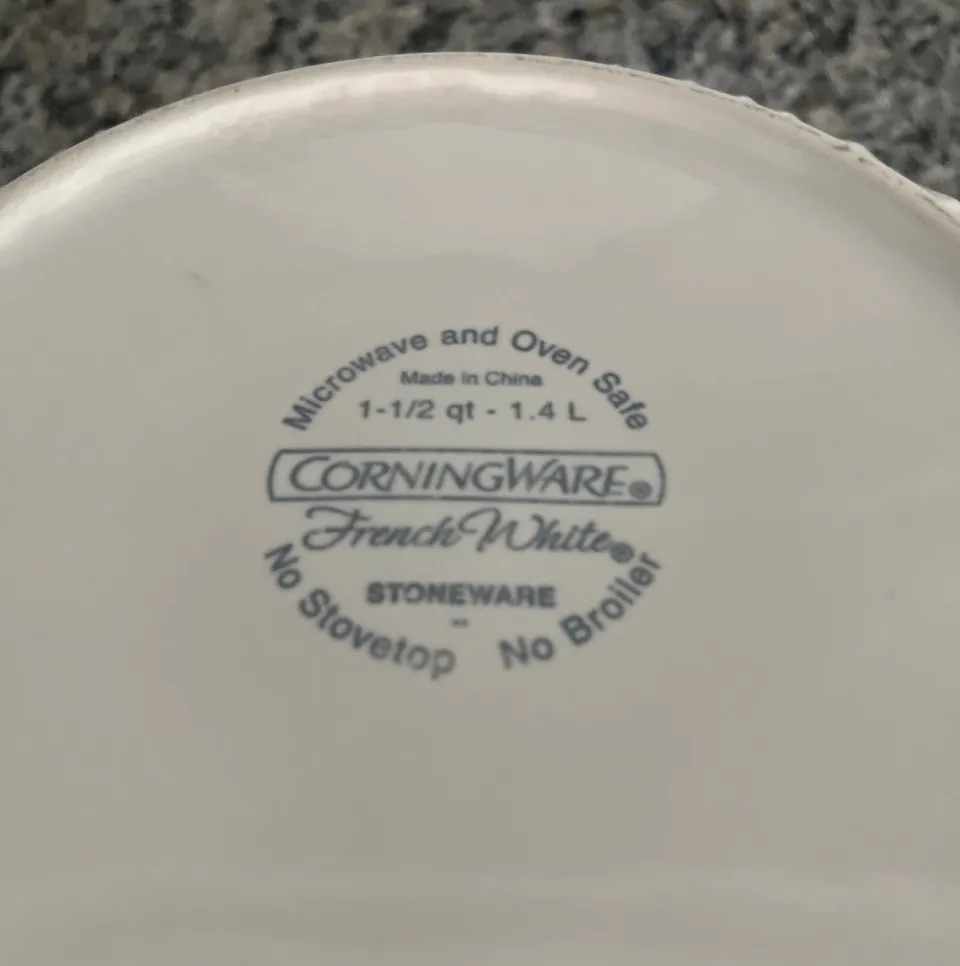 Microwave and Oven Safe
Made in China
1-1/2 qt - 1.4 L
CORNINGWARE®
French White®
STONEWARE
No Stovetop No Broiler